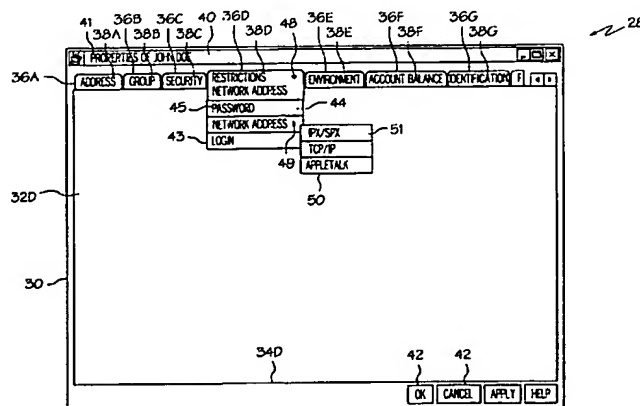 28
41 36B 36C 40 36D 48 36E 36F 36G
38A 38B 38C 38D 38E 38F 38G
PROPERTIES OF JOHN DOE
36A
ADDRESS GROUP SECURITY RESTRICTIONS ENVIRONMENT ACCOUNT BALANCE IDENTIFICATION
NETWORK ADDRESS
45 PASSWORD 44
NETWORK ADDRESS
43 LOGIN 49 IPX/SPX 51
TCP/IP
APPLETALK
50
32D
30
34D 42 42
OK CANCEL APPLY HELP